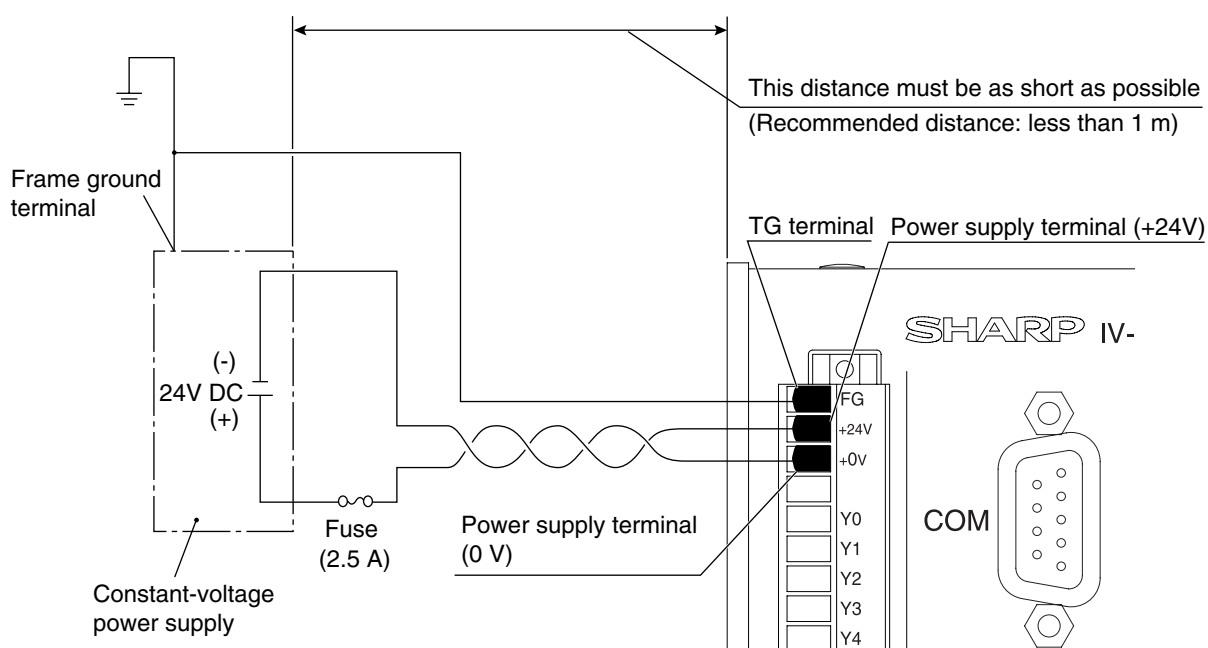 This distance must be as short as possible
(Recommended distance: less than 1 m)
Frame ground
terminal
TG terminal
Power supply terminal (+24V)
SHARP IV-
(-)
24V DC
(+)
FG
+24V
+0V
Fuse
(2.5 A)
Power supply terminal
(0 V)
Y0
Y1
Y2
Y3
Y4
COM
Constant-voltage
power supply